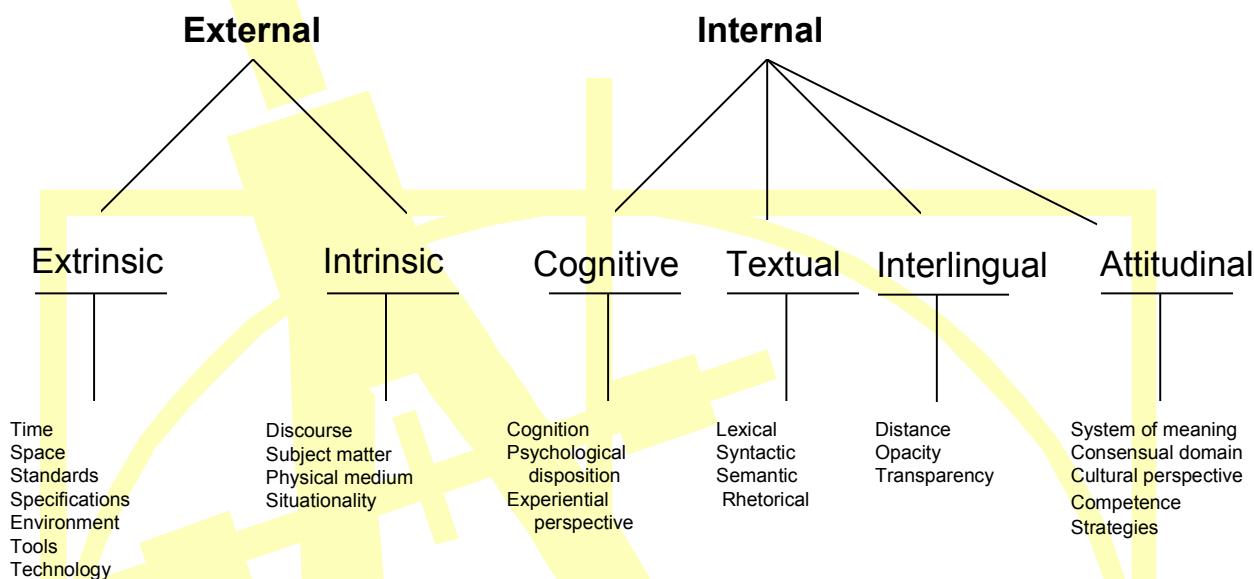 External
Internal
Extrinsic
Intrinsic
Cognitive
Textual
Interlingual
Attitudinal
Time
Space
Standards
Specifications
Environment
Tools
Technology
Discourse
Subject matter
Physical medium
Situationality
Cognition
Psychological
disposition
Experiential
perspective
Lexical
Syntactic
Semantic
Rhetorical
Distance
Opacity
Transparency
System of meaning
Consensual domain
Cultural perspective
Competence
Strategies